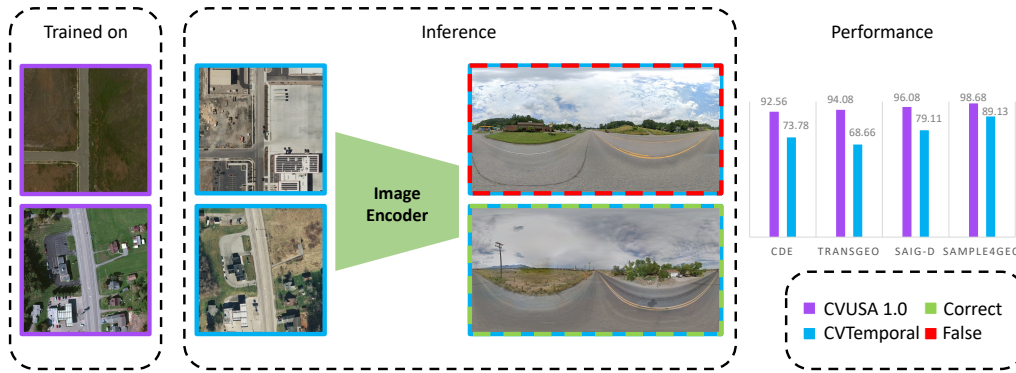 Trained on
Inference
Performance
Image
Encoder
92.56
94.08
96.08
98.68
73.78
68.66
79.11
89.13
CDE
TRANSGEO
SAIG-D
SAMPLE4GEO
CVUSA 1.0
Correct
CVTemporal
False